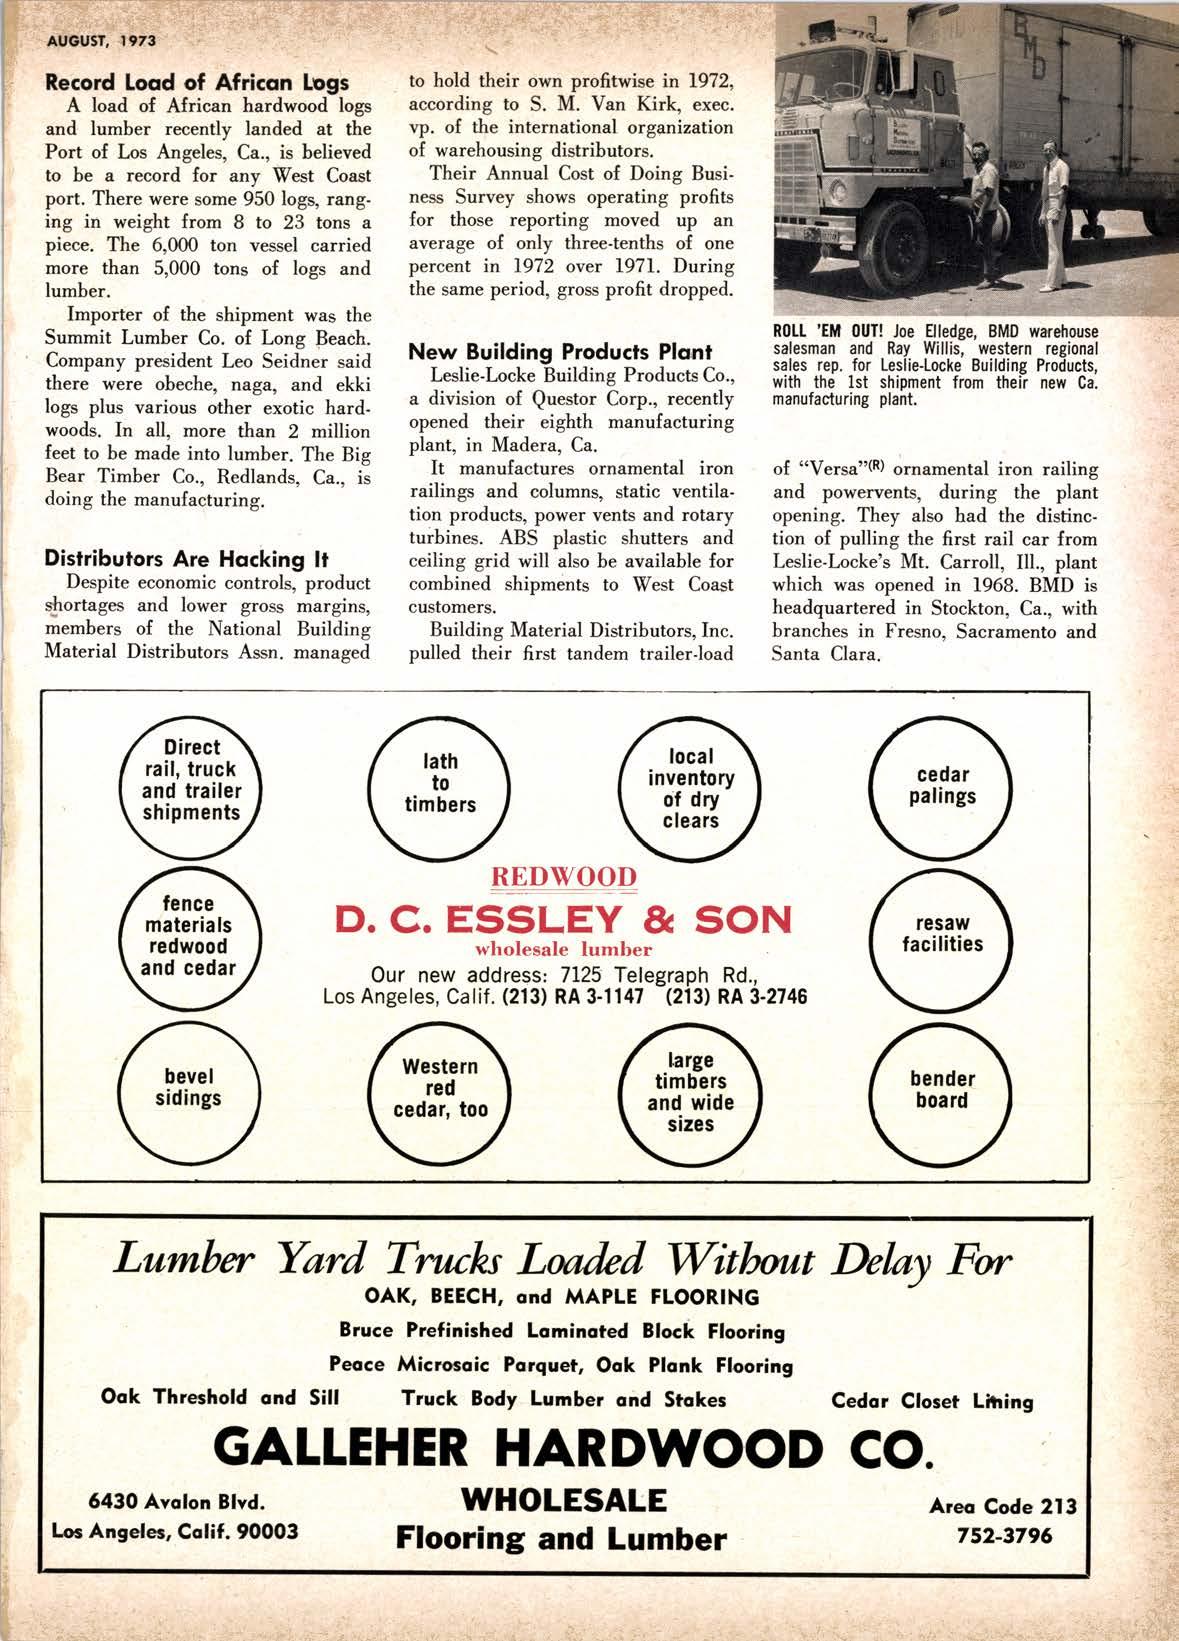 AUGUST, 1973
Record Load of African Logs
A load of African hardwood logs
and lumber recently landed at the
Port of Los Angeles, Ca., is believed
to be a record for any West Coast
port. There were some 950 logs, rang-
ing in weight from 8 to 23 tons a
piece. The 6,000 ton vessel carried
more than 5,000 tons of logs and
lumber.
Importer of the shipment was the
Summit Lumber Co. of Long Beach.
Company president Leo Seidner said
there were obeche, naga, and ekki
logs plus various other exotic hard-
woods. In all, more than 2 million
feet to be made into lumber. The Big
Bear Timber Co., Redlands, Ca., is
doing the manufacturing.
Distributors Are Hacking It
Despite economic controls, product
shortages and lower gross margins,
members of the National Building
Material Distributors Assn. managed
to hold their own profitwise in 1972,
according to S. M. Van Kirk, exec.
vp. of the international organization
of warehousing distributors.
Their Annual Cost of Doing Busi-
ness Survey shows operating profits
for those reporting moved up an
average of only three-tenths of one
percent in 1972 over 1971. During
the same period, gross profit dropped.
New Building Products Plant
Leslie-Locke Building Products Co.,
a division of Questor Corp., recently
opened their eighth manufacturing
plant, in Madera, Ca.
It manufactures ornamental iron
railings and columns, static ventila-
tion products, power vents and rotary
turbines. ABS plastic shutters and
ceiling grid will also be available for
combined shipments to West Coast
customers.
Building Material Distributors, Inc.
pulled their first tandem trailer-load
BMD
ROLL 'EM OUT! Joe Elledge, BMD warehouse
salesman and Ray Willis, western regional
sales rep. for Leslie-Locke Building Products,
with the 1st shipment from their new Ca.
manufacturing plant.
of “Versa”(R) ornamental iron railing
and powervents, during the plant
opening. They also had the distinc-
tion of pulling the first rail car from
Leslie-Locke's Mt. Carroll, Ill., plant
which was opened in 1968. BMD is
headquartered in Stockton, Ca., with
branches in Fresno, Sacramento and
Santa Clara.
Direct
rail, truck
and trailer
shipments
lath
to
timbers
local
inventory
of dry
clears
cedar
palings
fence
materials
redwood
and cedar
REDWOOD
D. C. ESSLEY & SON
wholesale lumber
Our new address: 7125 Telegraph Rd.,
Los Angeles, Calif. (213) RA 3-1147 (213) RA 3-2746
resaw
facilities
bevel
sidings
Western
red
cedar, too
large
timbers
and wide
sizes
bender
board
Lumber Yard Trucks Loaded Without Delay For
OAK, BEECH, and MAPLE FLOORING
Bruce Prefinished Laminated Block Flooring
Peace Microsaic Parquet, Oak Plank Flooring
Oak Threshold and Sill Truck Body Lumber and Stakes Cedar Closet Lining
GALLEHER HARDWOOD CO.
6430 Avalon Blvd.
Los Angeles, Calif. 90003
WHOLESALE
Flooring and Lumber
Area Code 213
752-3796